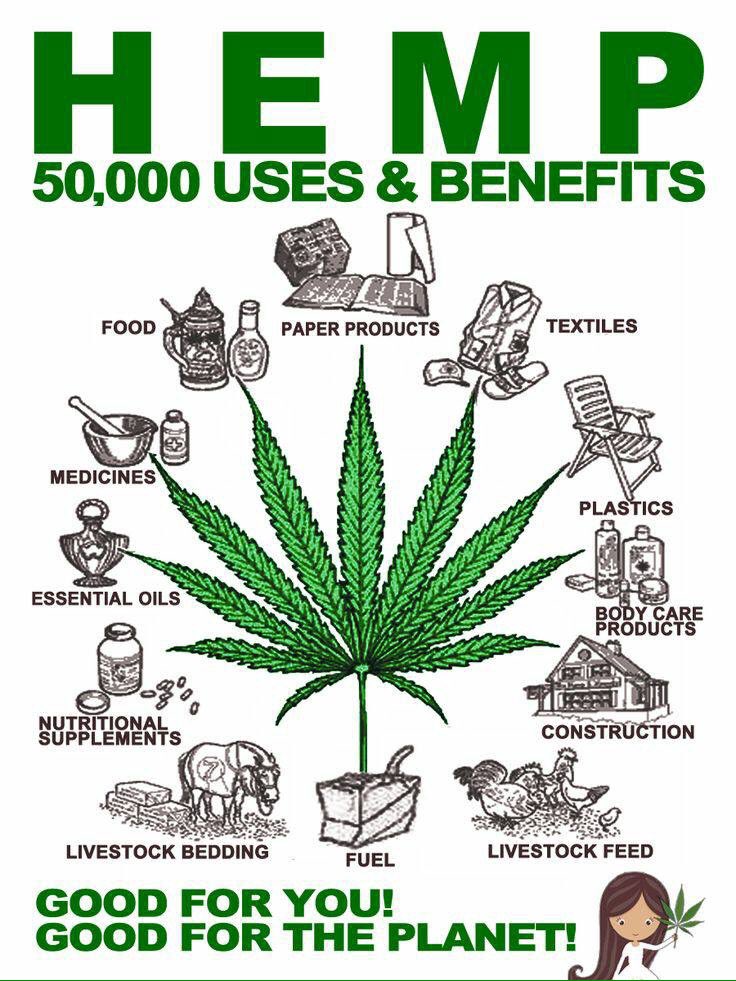 HEMP
50,000 USES & BENEFITS
PAPER PRODUCTS
FOOD
TEXTILES
MEDICINES
PLASTICS
ESSENTIAL OILS
BODY CARE
PRODUCTS
NUTRITIONAL
SUPPLEMENTS
CONSTRUCTION
LIVESTOCK BEDDING
FUEL
LIVESTOCK FEED
GOOD FOR YOU!
GOOD FOR THE PLANET!